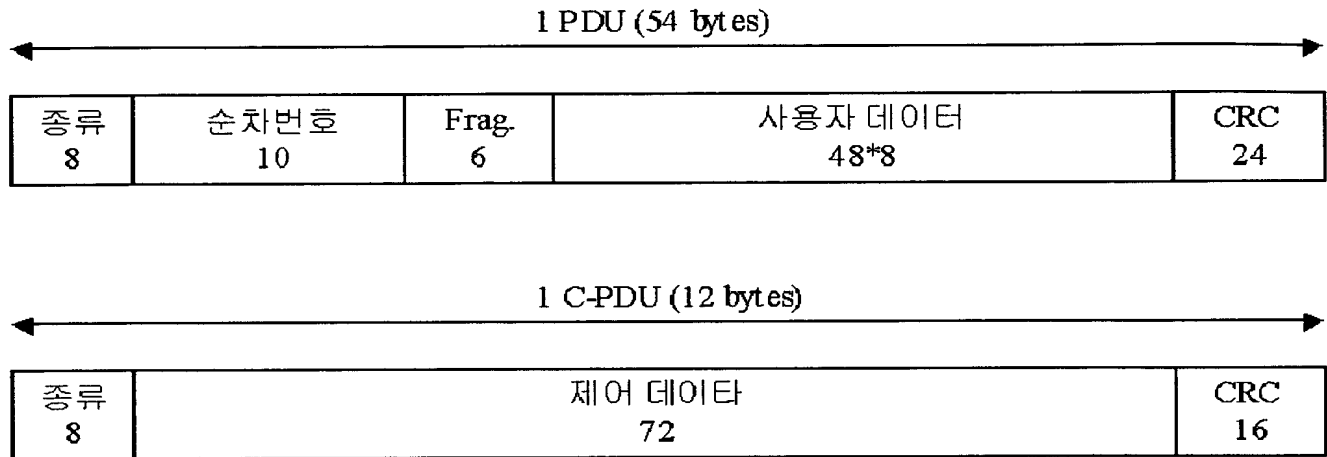 1 PDU (54 bytes)
종류 순차번호 Frag. 사용자 데이터 CRC
8 10 6 48*8 24
1 C-PDU (12 bytes)
종류 제어 데이타 CRC
8 72 16